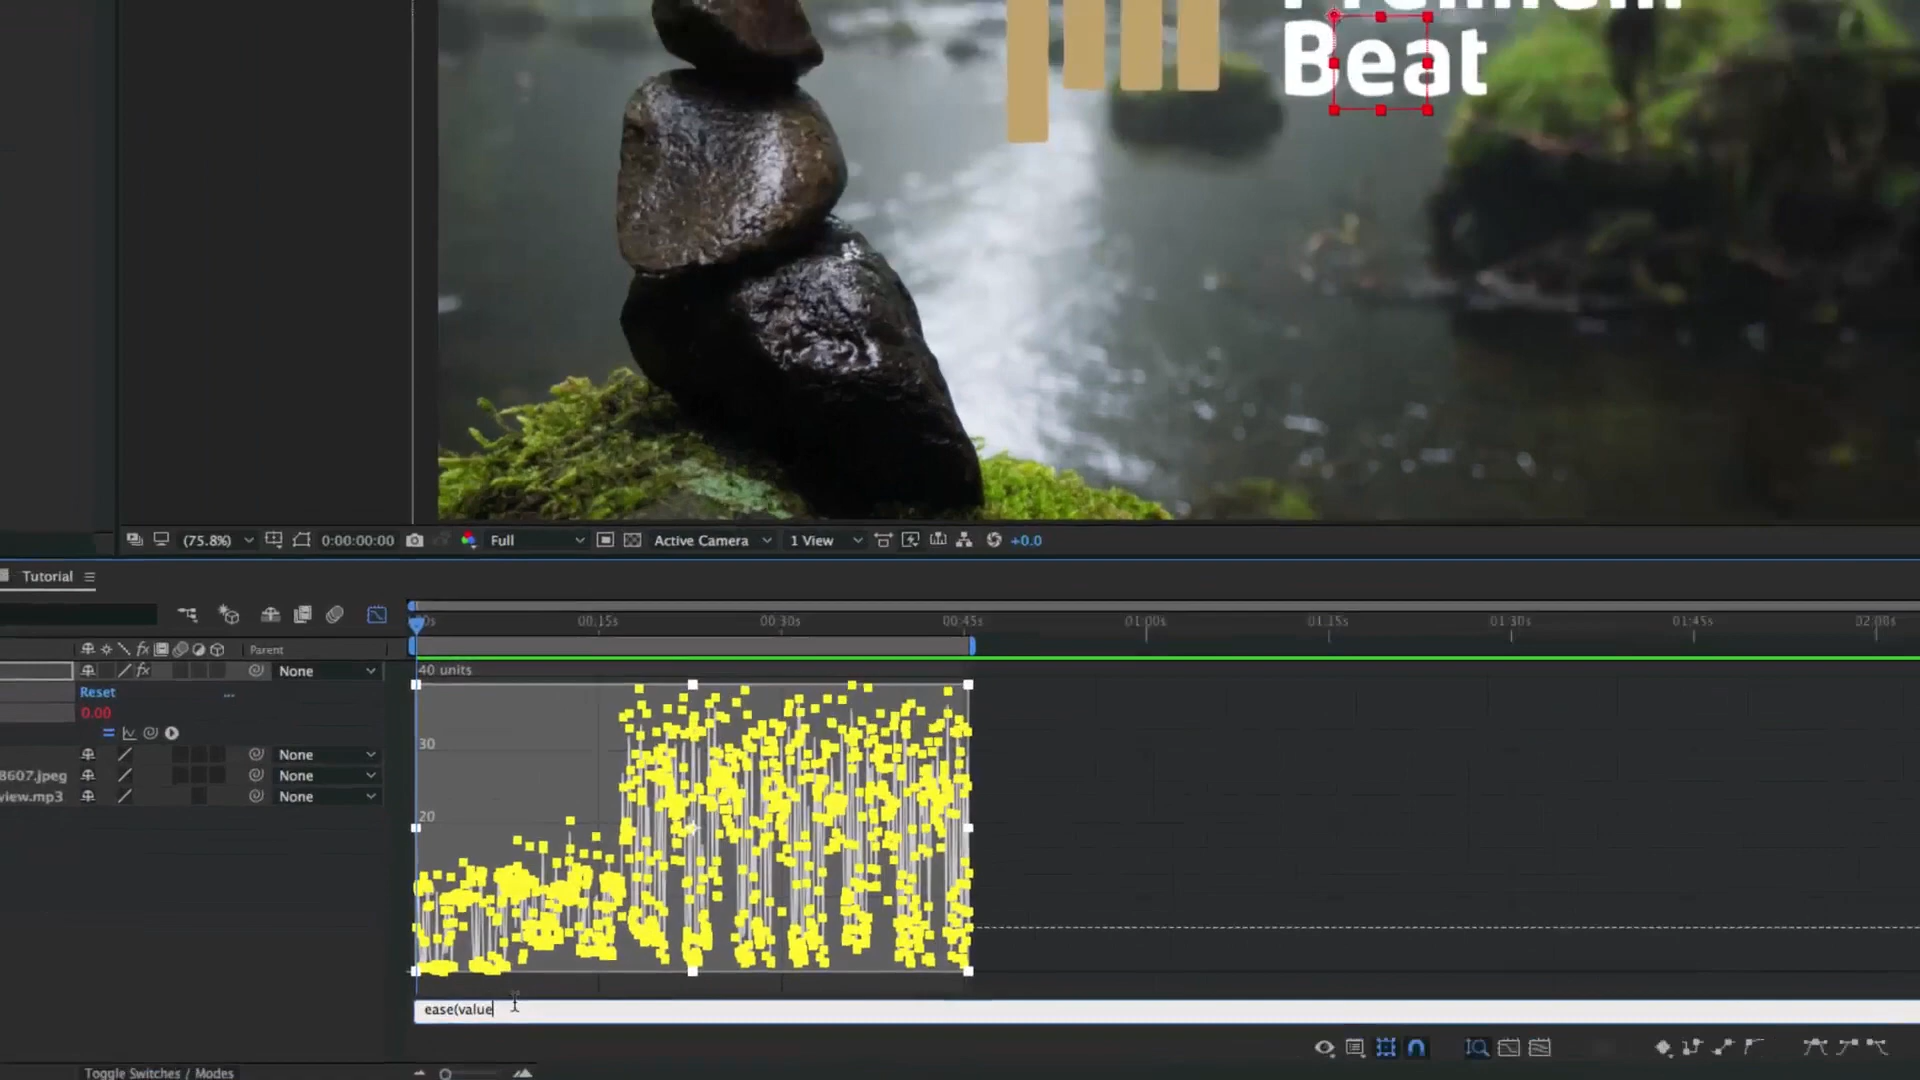 Premium
Beat
(75.8%)
0:00:00:00
Full
Active Camera
1 View
+0.0
Tutorial
00:15s
00:30s
00:45s
01:00s
01:15s
01:30s
01:45s
02:00s
Parent
None
40 units
Reset
...
0.00
30
None
8607.jpeg
None
view.mp3
None
20
ease(value
Toggle Switches / Modes